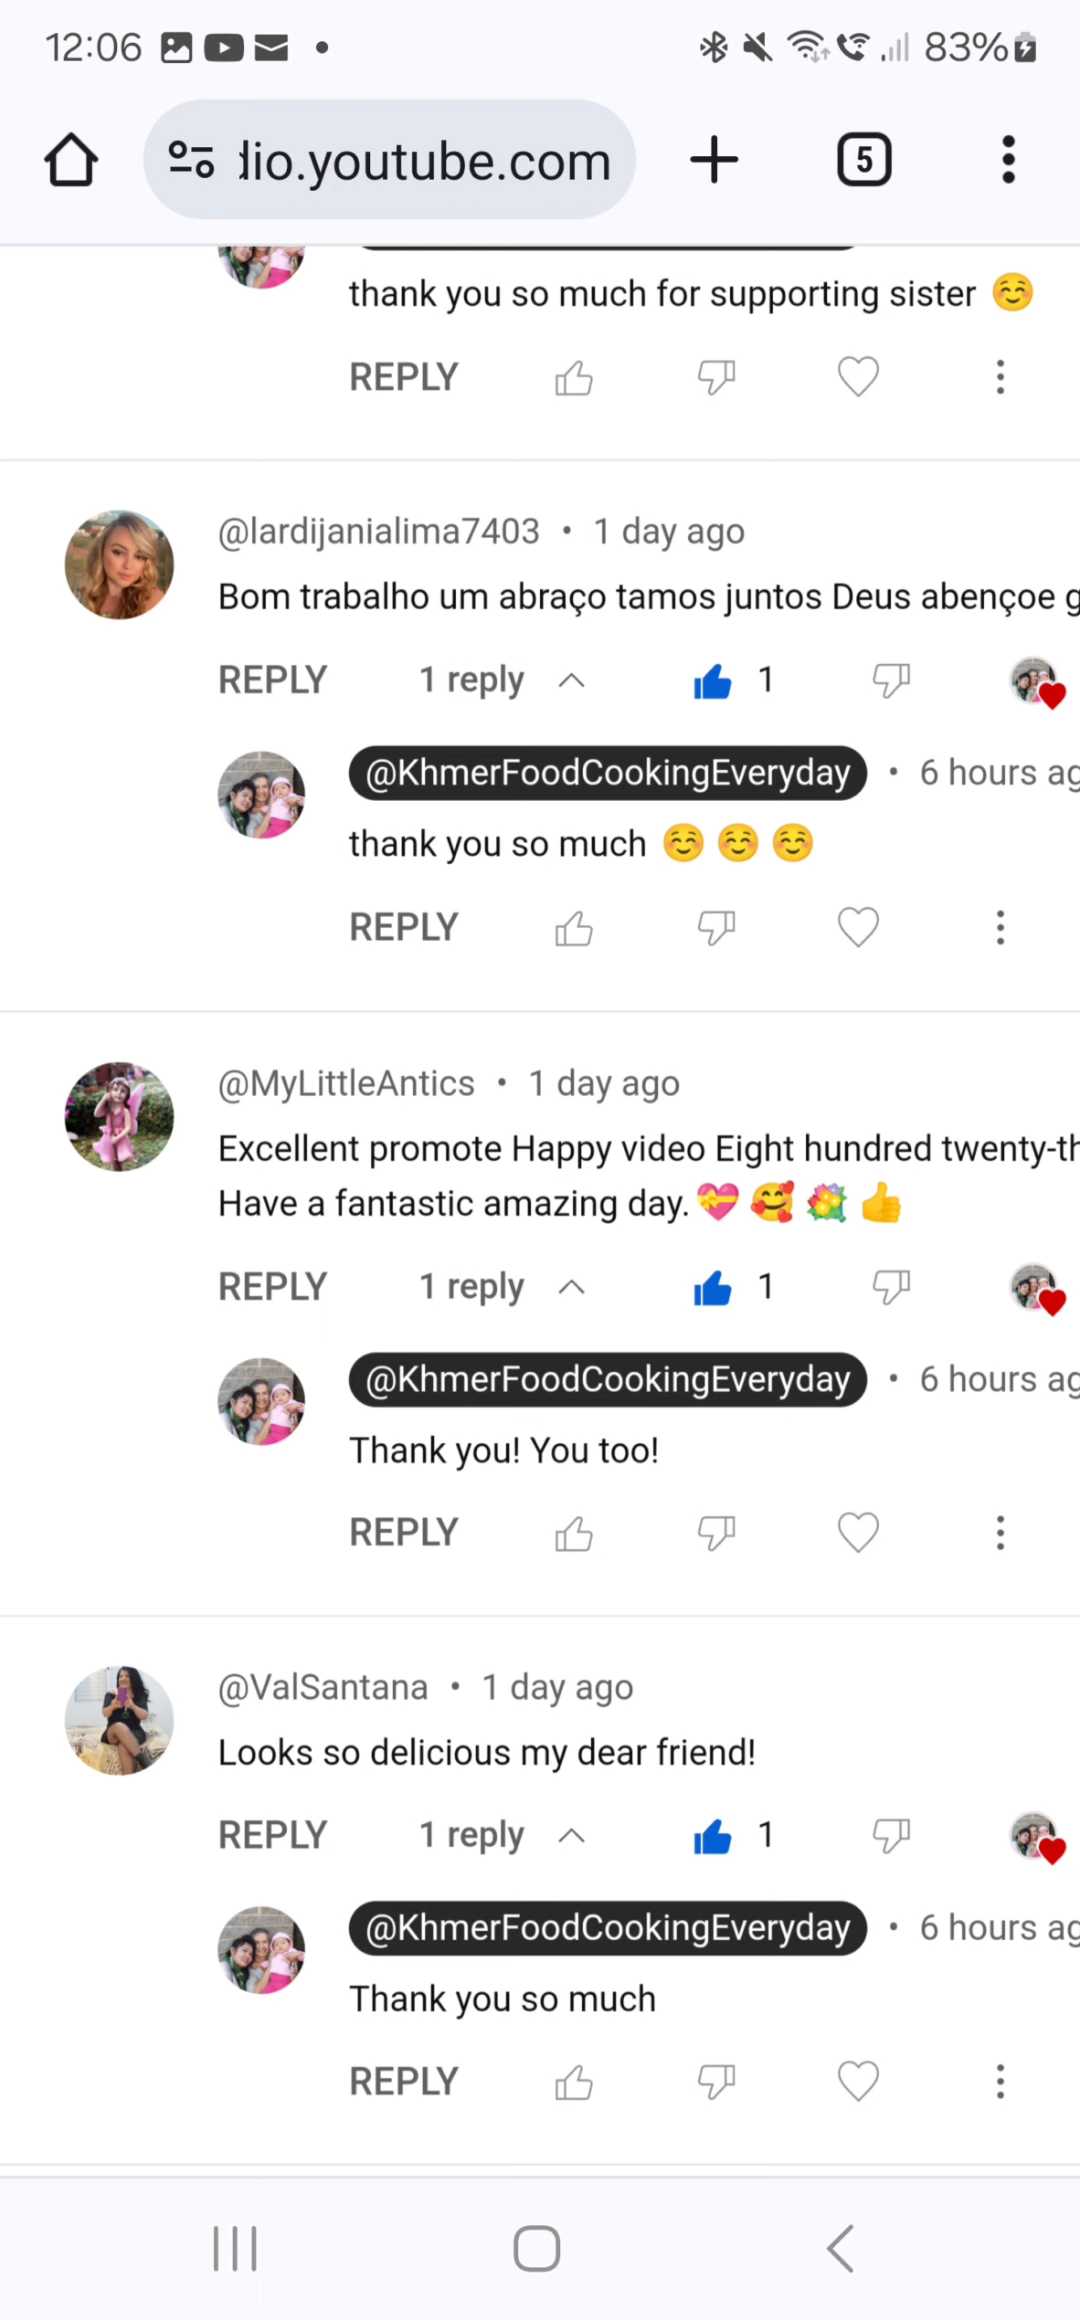 12:06
83%
lio.youtube.com
5
thank you so much for supporting sister ☺️
REPLY
@lardijanialima7403 • 1 day ago
Bom trabalho um abraço tamos juntos Deus abençoe
REPLY 1 reply 1
@KhmerFoodCookingEveryday • 6 hours ag
thank you so much ☺️☺️☺️
REPLY
@MyLittleAntics • 1 day ago
Excellent promote Happy video Eight hundred twenty-th
Have a fantastic amazing day.💝🥰💐👍
REPLY 1 reply 1
@KhmerFoodCookingEveryday • 6 hours ag
Thank you! You too!
REPLY
@ValSantana • 1 day ago
Looks so delicious my dear friend!
REPLY 1 reply 1
@KhmerFoodCookingEveryday • 6 hours ag
Thank you so much
REPLY